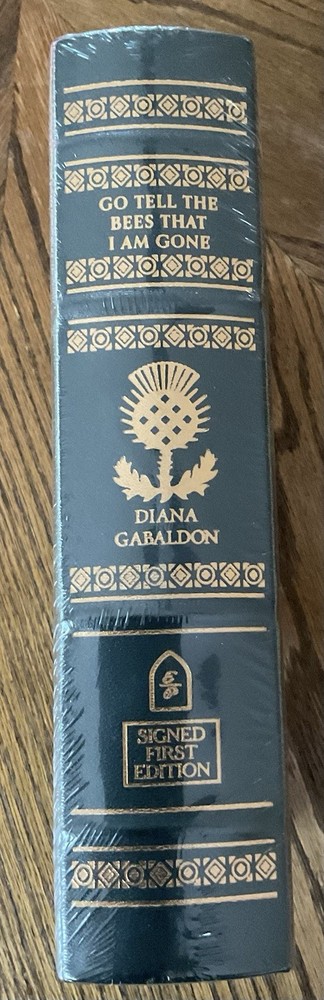 GO TELL THE
BEES THAT
I AM GONE
DIANA
GABALDON
E
P
SIGNED
FIRST
EDITION